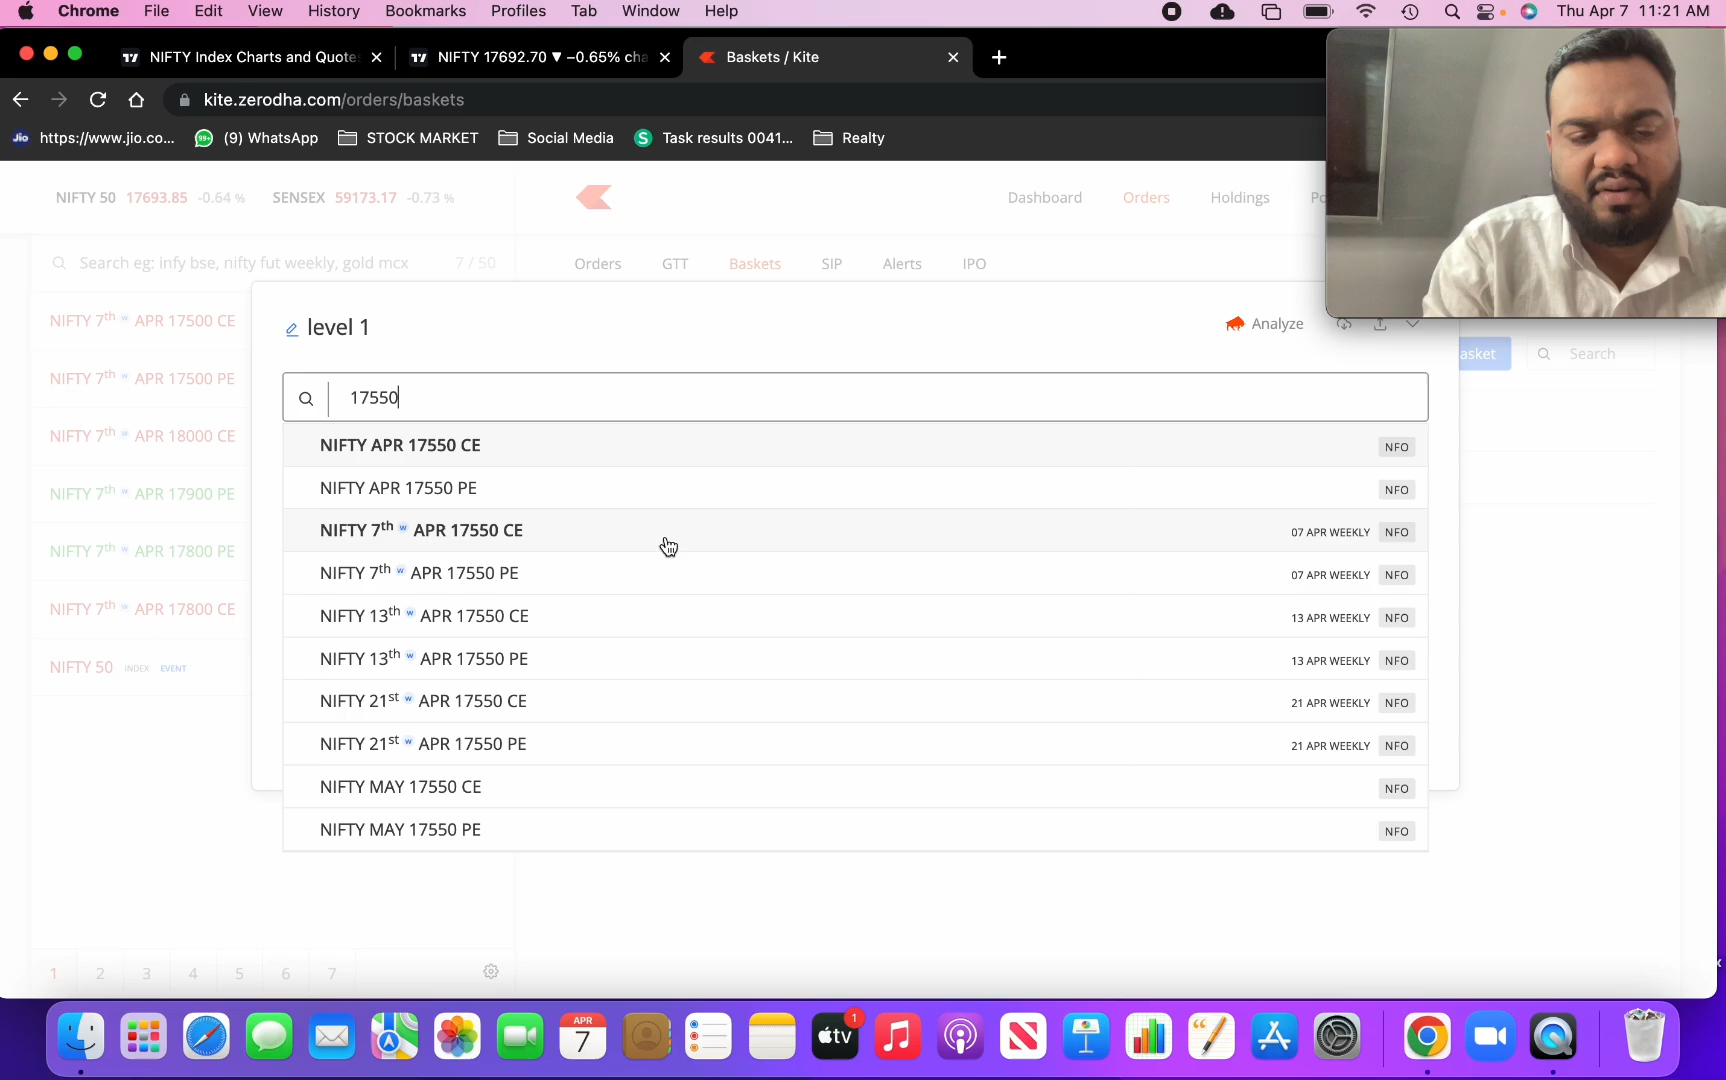 Chrome File Edit View History Bookmarks Profiles Tab Window Help Thu Apr 7 11:21 AM
NIFTY Index Charts and Quote NIFTY 17692.70 ▼ −0.65% cha Baskets / Kite
kite.zerodha.com/orders/baskets
Jio https://www.jio.co... 99+ (9) WhatsApp STOCK MARKET Social Media S Task results 0041... Realty
NIFTY 50 17693.85 -0.64 % SENSEX 59173.17 -0.73 % Dashboard Orders Holdings
Search eg: infy bse, nifty fut weekly, gold mcx 7 / 50 Orders GTT Baskets SIP Alerts IPO
NIFTY 7th w APR 17500 CE
level 1 Analyze
asket Search
NIFTY 7th w APR 17500 PE
17550
NIFTY 7th w APR 18000 CE
NIFTY APR 17550 CE NFO
NIFTY APR 17550 PE NFO
NIFTY 7th w APR 17900 PE
NIFTY 7th w APR 17550 CE 07 APR WEEKLY NFO
NIFTY 7th w APR 17800 PE
NIFTY 7th w APR 17550 PE 07 APR WEEKLY NFO
NIFTY 7th w APR 17800 CE
NIFTY 13th w APR 17550 CE 13 APR WEEKLY NFO
NIFTY 13th w APR 17550 PE 13 APR WEEKLY NFO
NIFTY 50 INDEX EVENT
NIFTY 21st w APR 17550 CE 21 APR WEEKLY NFO
NIFTY 21st w APR 17550 PE 21 APR WEEKLY NFO
NIFTY MAY 17550 CE NFO
NIFTY MAY 17550 PE NFO
1 2 3 4 5 6 7
APR
7
tv
1